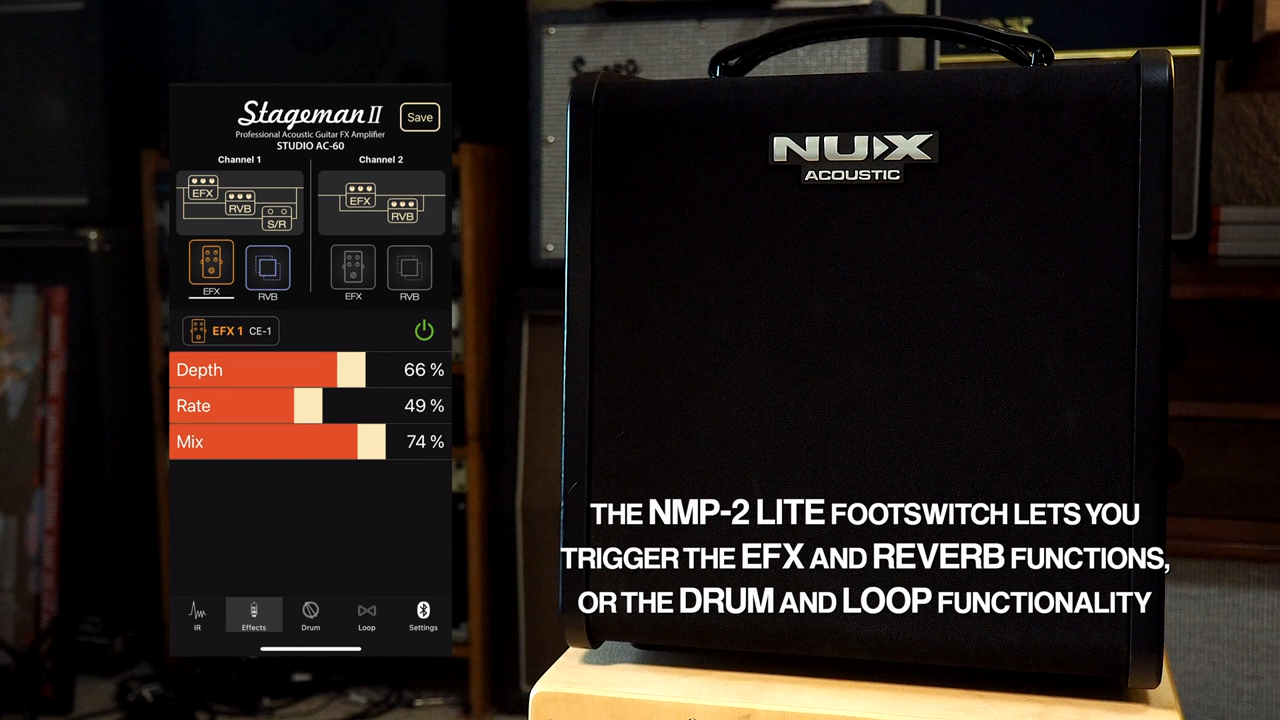 Stageman II
Save
Professional Acoustic Guitar FX Amplifier
STUDIO AC-60
Channel 1
Channel 2
EFX
RVB
S/R
EFX
RVB
EFX
RVB
EFX
RVB
EFX 1 CE-1
Depth 66 %
Rate 49 %
Mix 74 %
IR
Effects
Drum
Loop
Settings
NUX
ACOUSTIC
THE NMP-2 LITE FOOTSWITCH LETS YOU
TRIGGER THE EFX AND REVERB FUNCTIONS,
OR THE DRUM AND LOOP FUNCTIONALITY